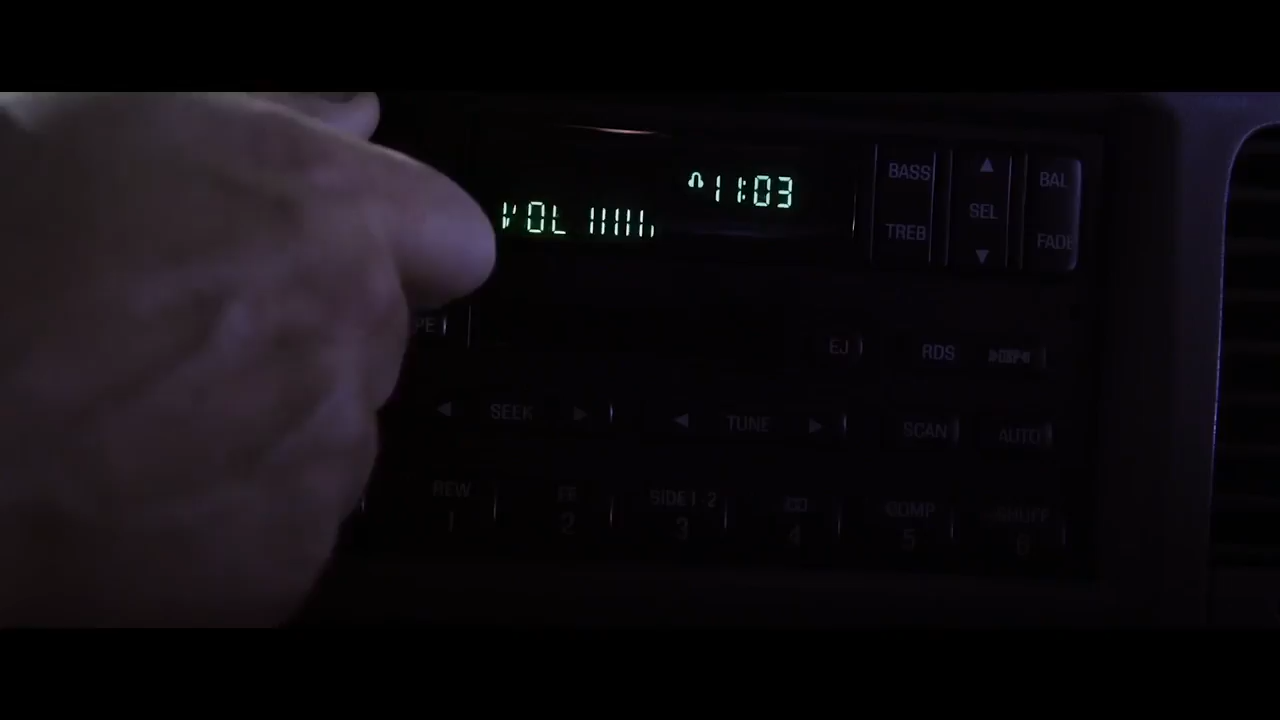 11:03
VOL
BASS
SEL
BAL
TREB
FADE
EJ
RDS
SEEK
TUNE
SCAN
AUTO
REW
SIDE 1-2
COMP
SHUFF
1
2
3
4
5
6